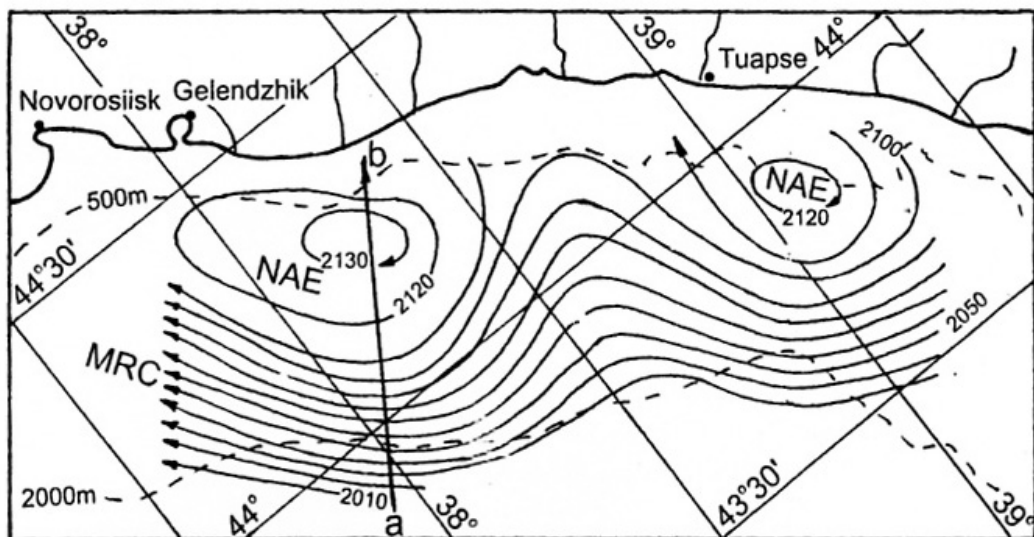 38°
39°
44°
Tuapse
Novorosiisk
Gelendzhik
b
2100
NAE
2120
500m
44°30'
NAE
2130
2120
2050
MRC
2000m
44°
2010
a
38°
43°30'
39°